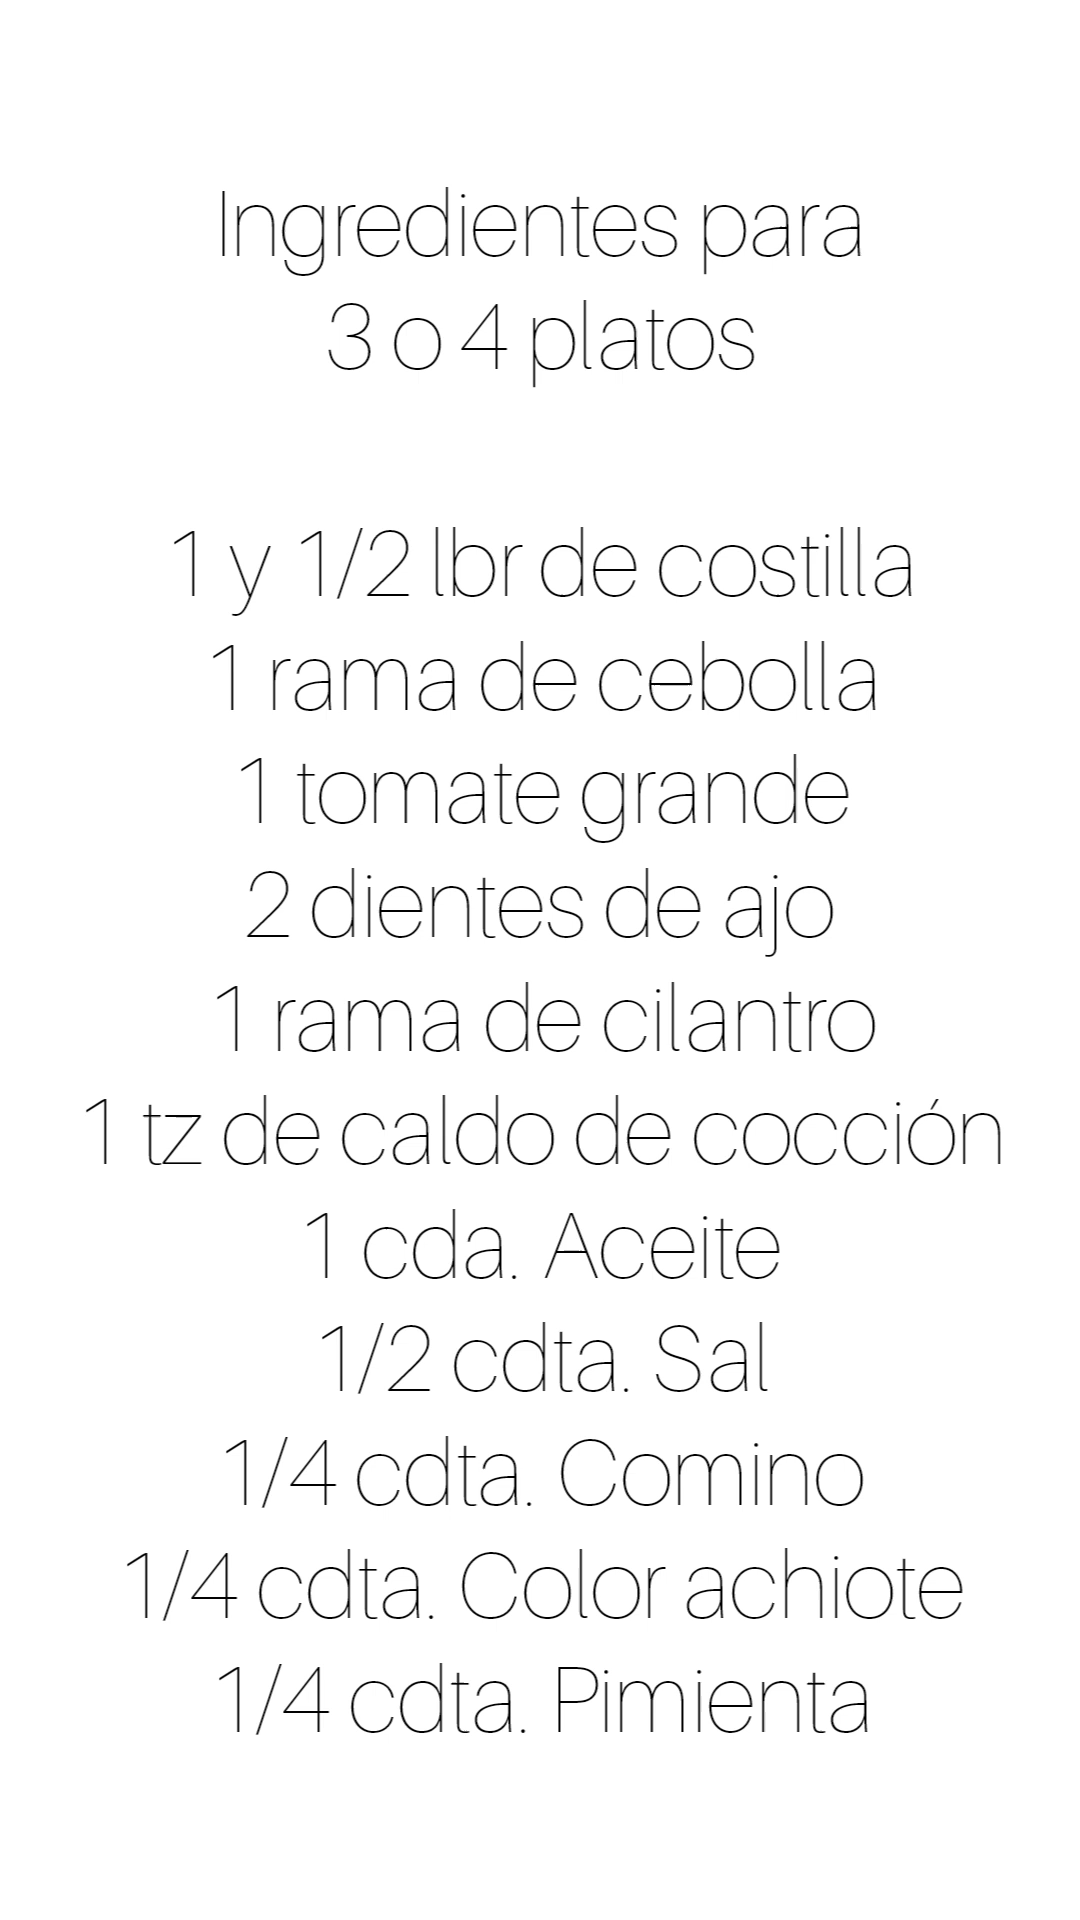 Ingredientes para
3 o 4 platos
1 y 1/2 lbr de costilla
1 rama de cebolla
1 tomate grande
2 dientes de ajo
1 rama de cilantro
1 tz de caldo de cocción
1 cda. Aceite
1/2 cdta. Sal
1/4 cdta. Comino
1/4 cdta. Color achiote
1/4 cdta. Pimienta